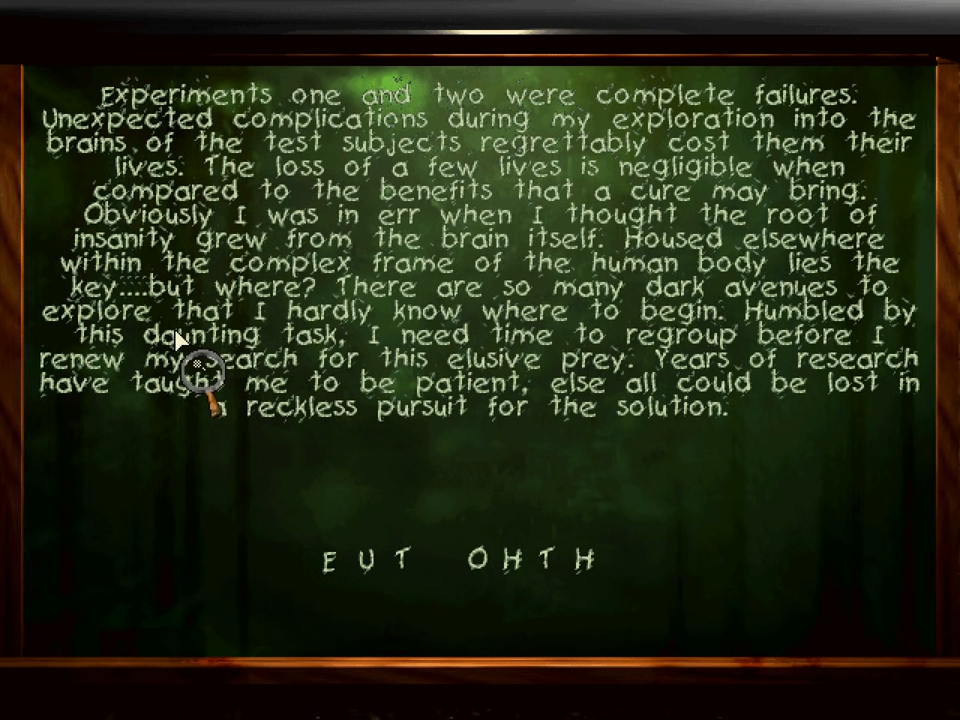 Experiments one and two were complete failures.
Unexpected complications during my exploration into the
brains of the test subjects regrettably cost them their
lives. The loss of a few lives is negligible when
compared to the benefits that a cure may bring.
Obviously I was in err when I thought the root of
insanity grew from the brain itself. Housed elsewhere
within the complex frame of the human body lies the
key....but where? There are so many dark avenues to
explore that I hardly know where to begin. Humbled by
this daunting task, I need time to regroup before I
renew my search for this elusive prey. Years of research
have taught me to be patient, else all could be lost in
reckless pursuit for the solution.
E U T O H T H